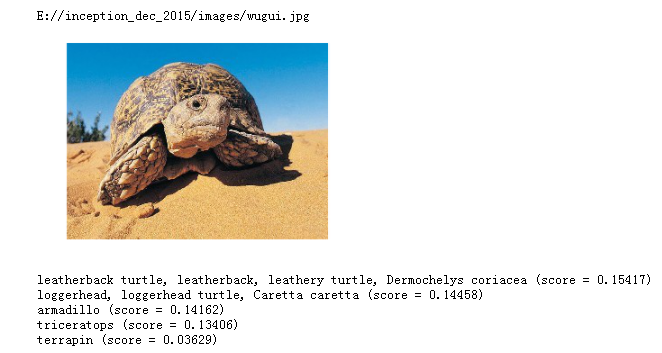 E://inception_dec_2015/images/wugui.jpg
leatherback turtle, leatherback, leathery turtle, Dermochelys coriacea (score = 0.15417)
loggerhead, loggerhead turtle, Caretta caretta (score = 0.14458)
armadillo (score = 0.14162)
triceratops (score = 0.13406)
terrapin (score = 0.03629)